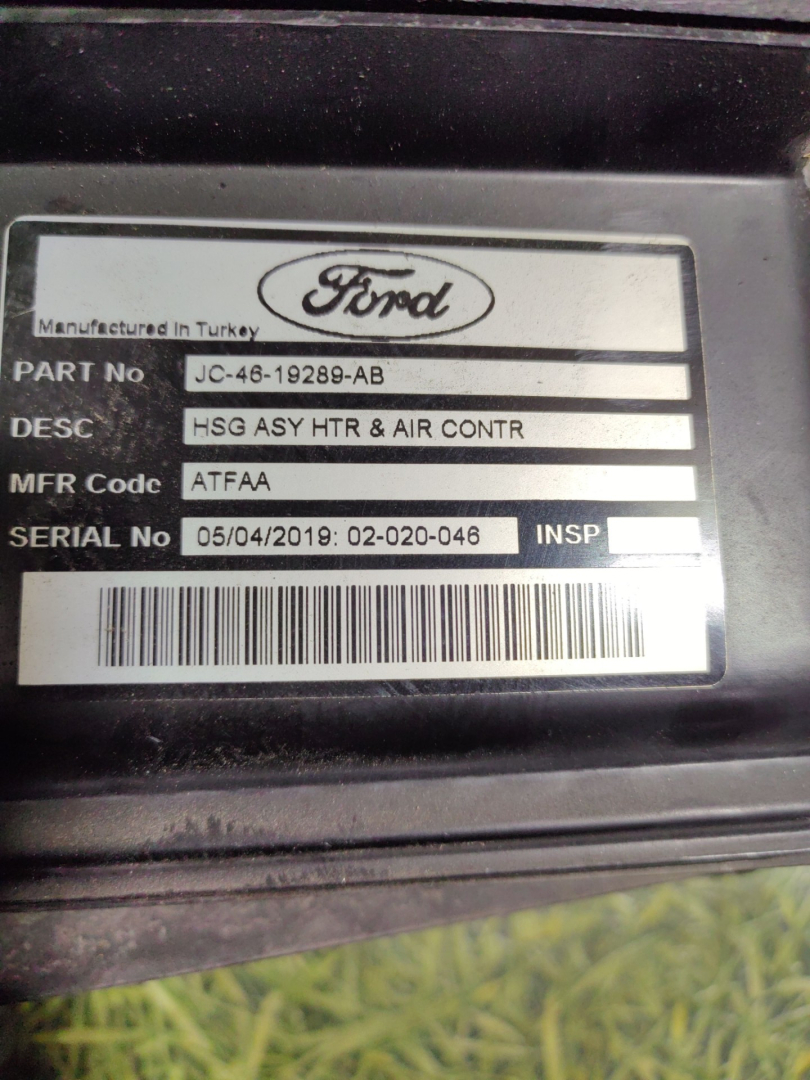 Ford
Manufactured In Turkey
PART No JC-46-19289-AB
DESC HSG ASY HTR & AIR CONTR
MFR Code ATFAA
SERIAL No 05/04/2019: 02-020-046 INSP